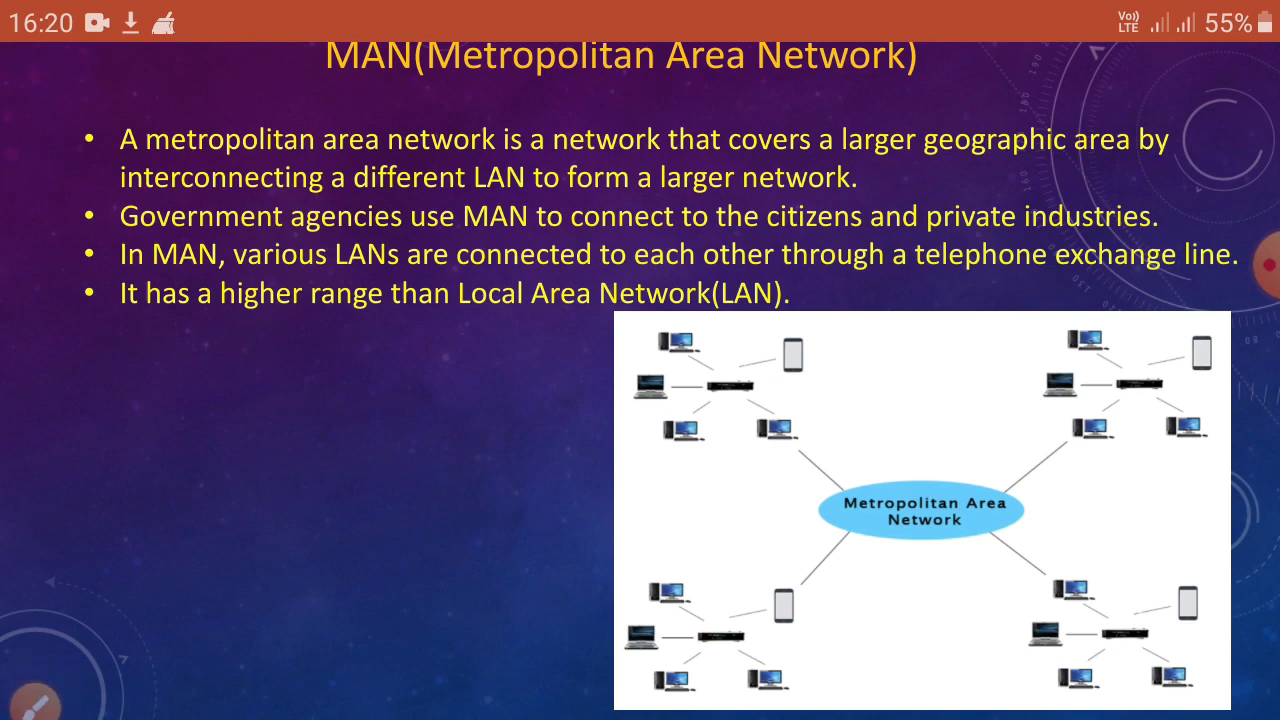 16:20 Vo)) LTE 55%
MAN(Metropolitan Area Network)
• A metropolitan area network is a network that covers a larger geographic area by
interconnecting a different LAN to form a larger network.
• Government agencies use MAN to connect to the citizens and private industries.
• In MAN, various LANs are connected to each other through a telephone exchange line.
• It has a higher range than Local Area Network(LAN).
Metropolitan Area
Network